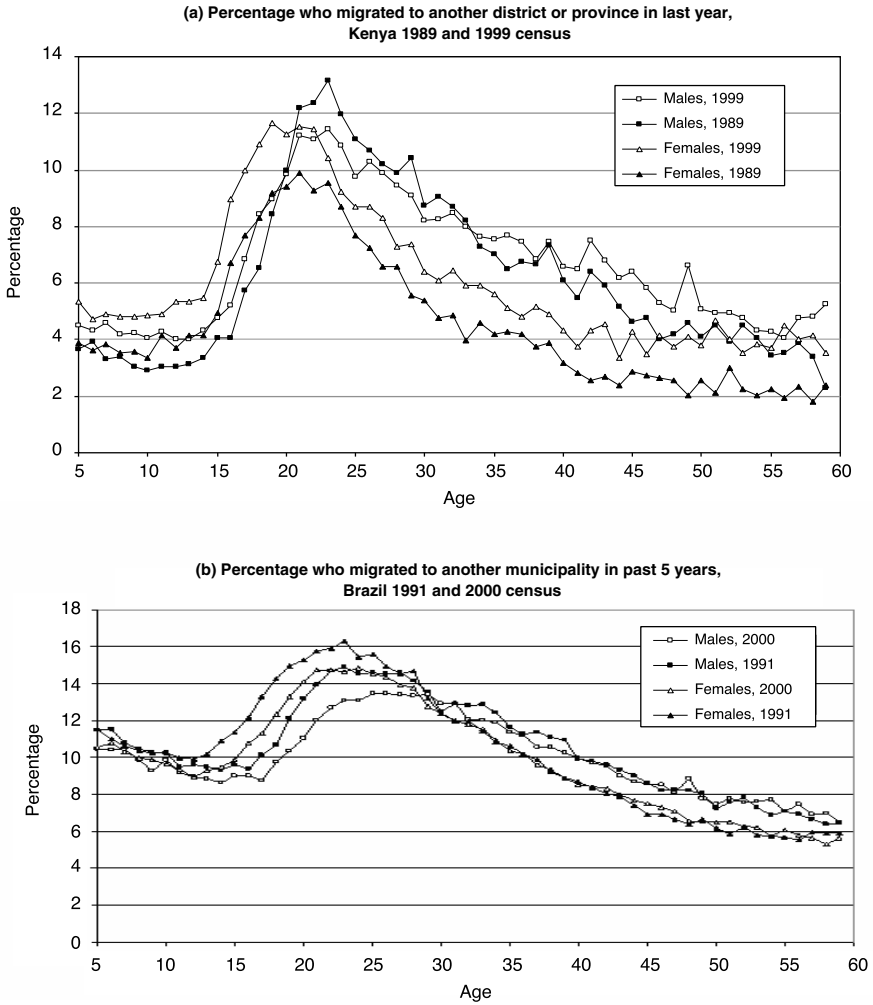 (a) Percentage who migrated to another district or province in last year,
Kenya 1989 and 1999 census
14
12
10
8
6
4
2
0
Percentage
Males, 1999
Males, 1989
Females, 1999
Females, 1989
5 10 15 20 25 30 35 40 45 50 55 60
Age
(b) Percentage who migrated to another municipality in past 5 years,
Brazil 1991 and 2000 census
18
16
14
12
10
8
6
4
2
0
Percentage
Males, 2000
Males, 1991
Females, 2000
Females, 1991
5 10 15 20 25 30 35 40 45 50 55 60
Age